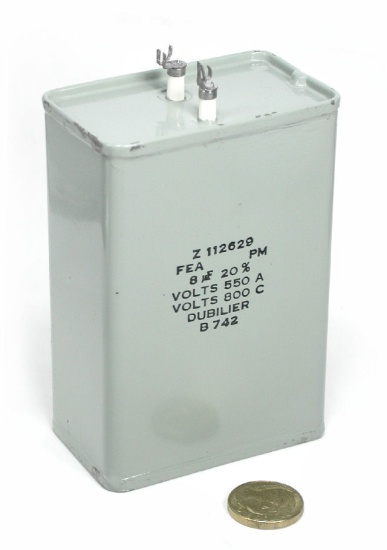 Z 112629
FEA PM
8 µF 20%
VOLTS 550 A
VOLTS 800 C
DUBILIER
B 742